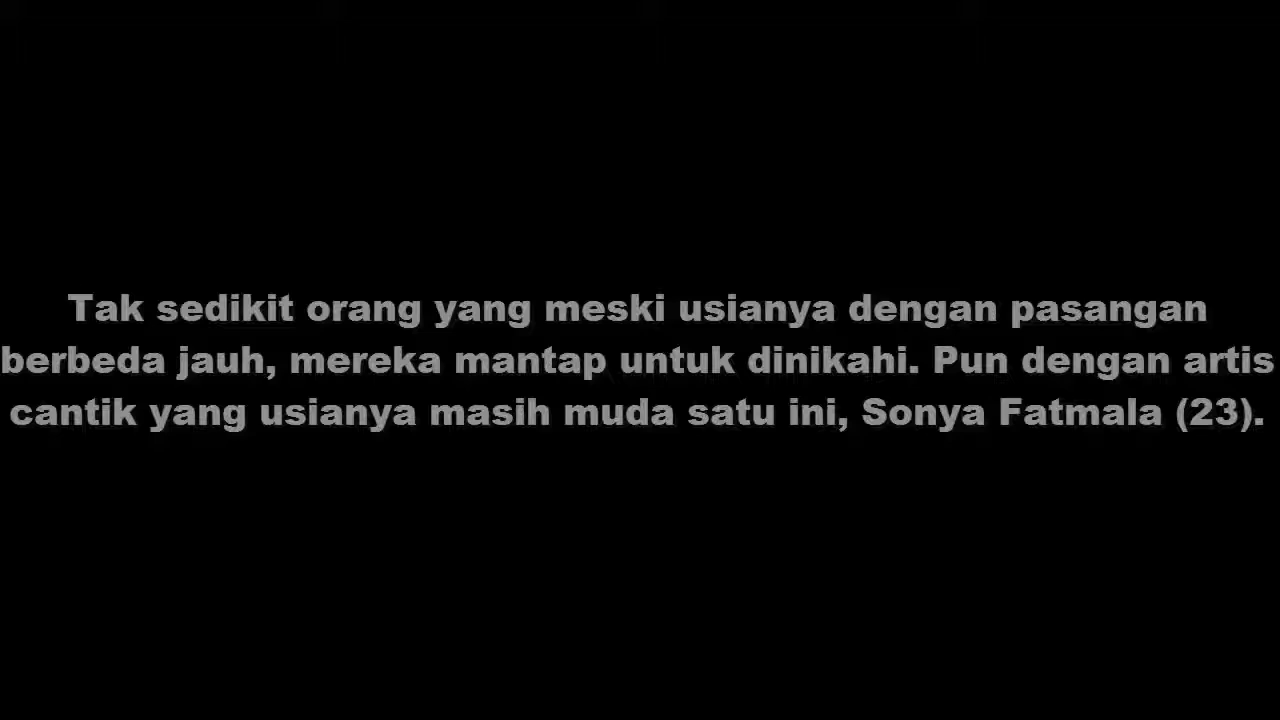 Tak sedikit orang yang meski usianya dengan pasangan
berbeda jauh, mereka mantap untuk dinikahi. Pun dengan artis
cantik yang usianya masih muda satu ini, Sonya Fatmala (23).